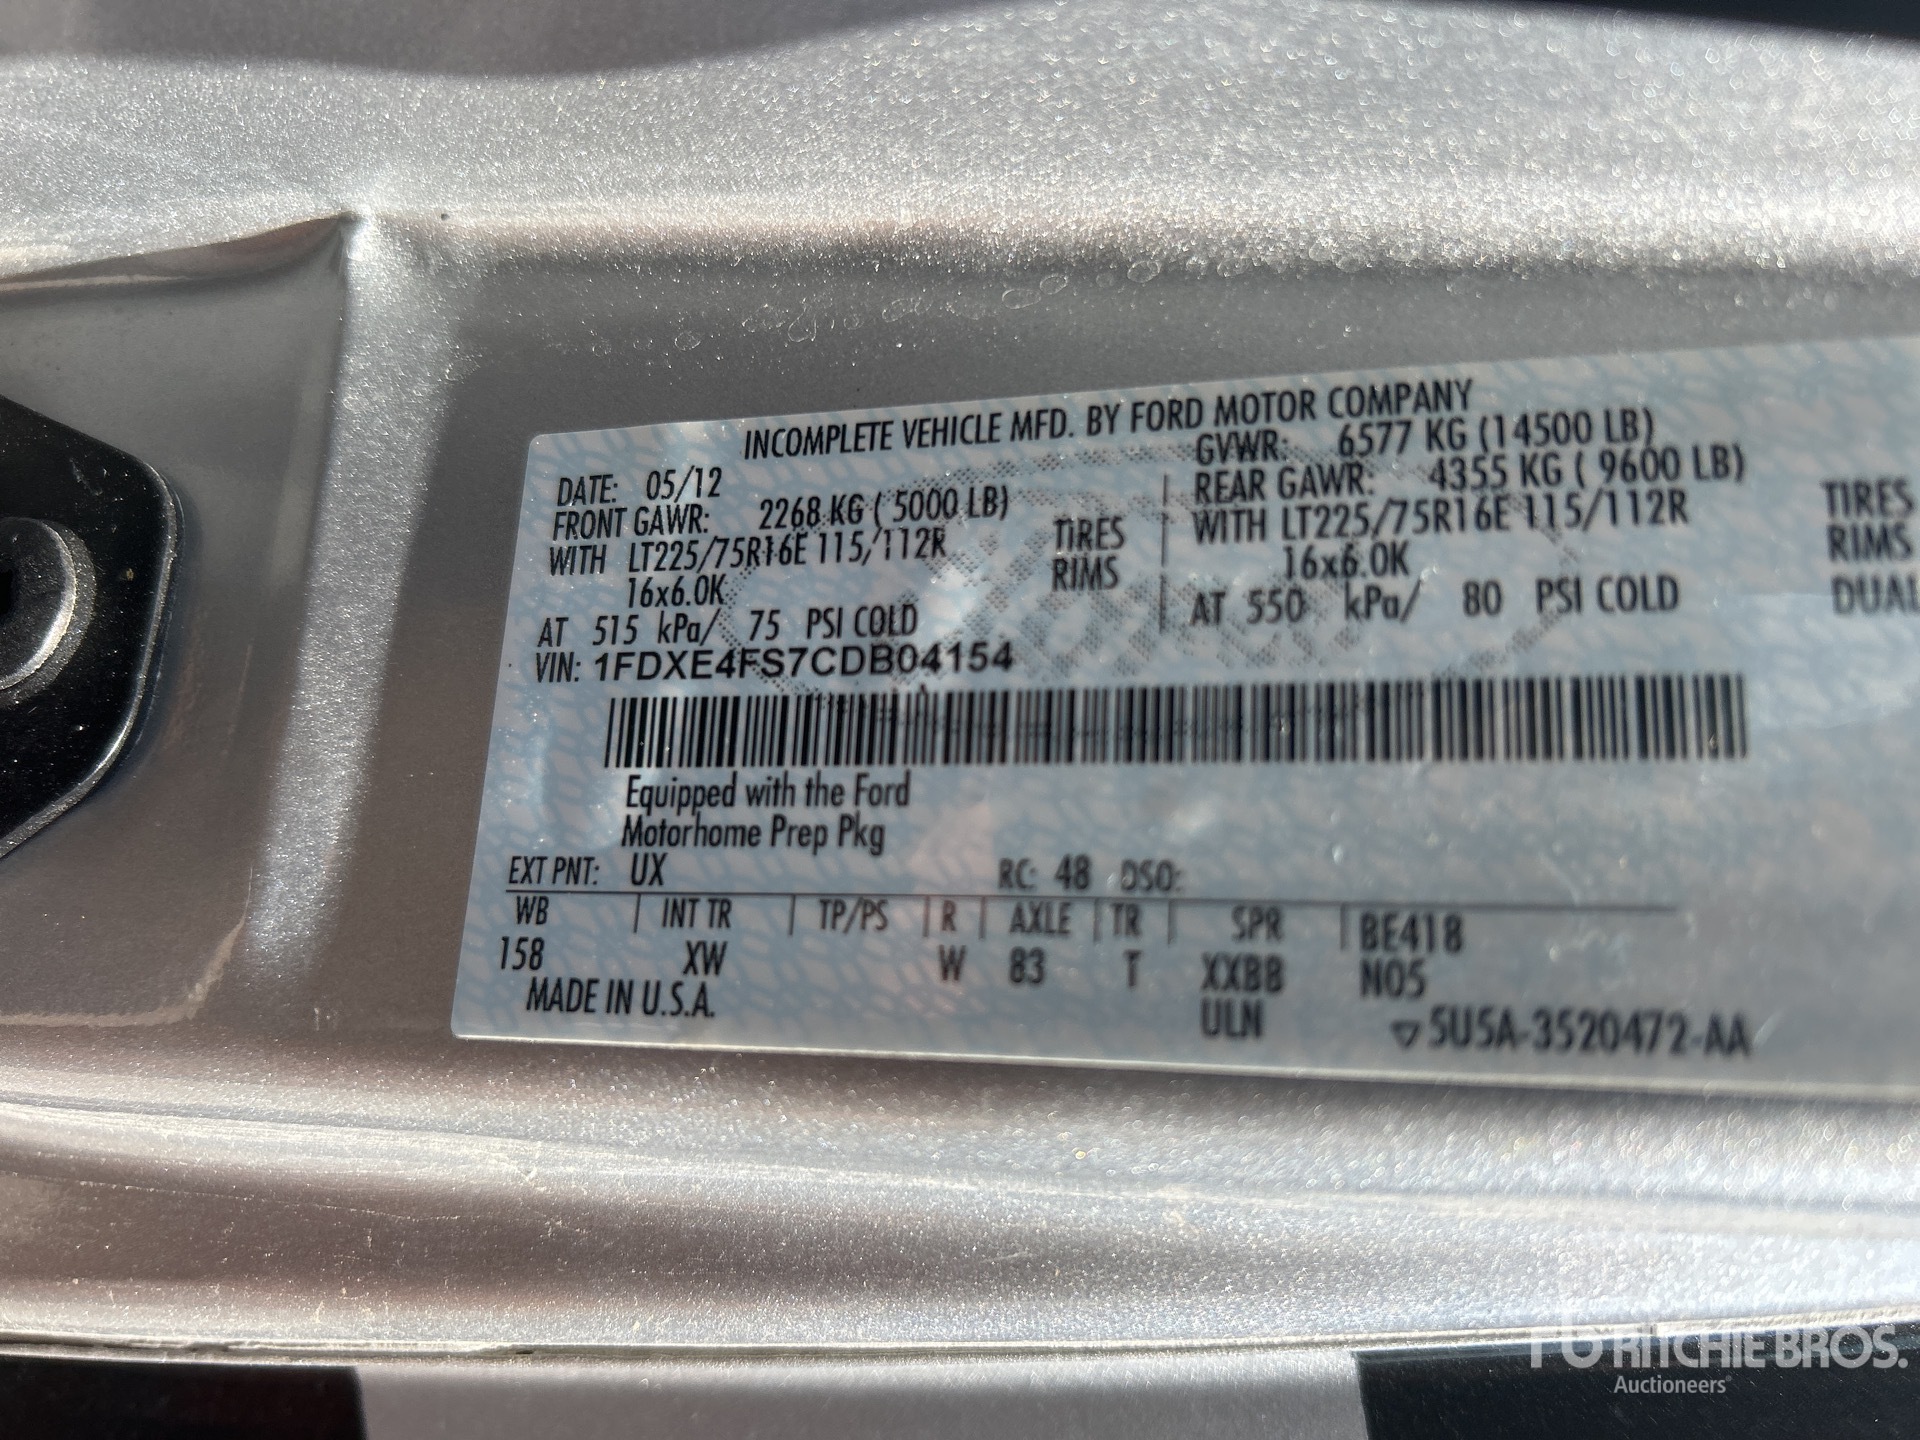 INCOMPLETE VEHICLE MFD. BY FORD MOTOR COMPANY
DATE: 05/12 GVWR: 6577 KG (14500 LB)
FRONT GAWR: 2268 KG ( 5000 LB) REAR GAWR: 4355 KG ( 9600 LB)
WITH LT225/75R16E 115/112R TIRES WITH LT225/75R16E 115/112R TIRES
16x6.0K RIMS 16x6.0K RIMS
AT 515 kPa/ 75 PSI COLD AT 550 kPa/ 80 PSI COLD DUAL
VIN: 1FDXE4FS7CDB04154
Equipped with the Ford
Motorhome Prep Pkg
EXT PNT: UX RC: 48 DSO:
WB | INT TR | TP/PS | R | AXLE | TR | SPR | BE418
158 XW W 83 T XXBB N05
MADE IN U.S.A. ULN ▽5U5A-3520472-AA
RITCHIE BROS.
Auctioneers